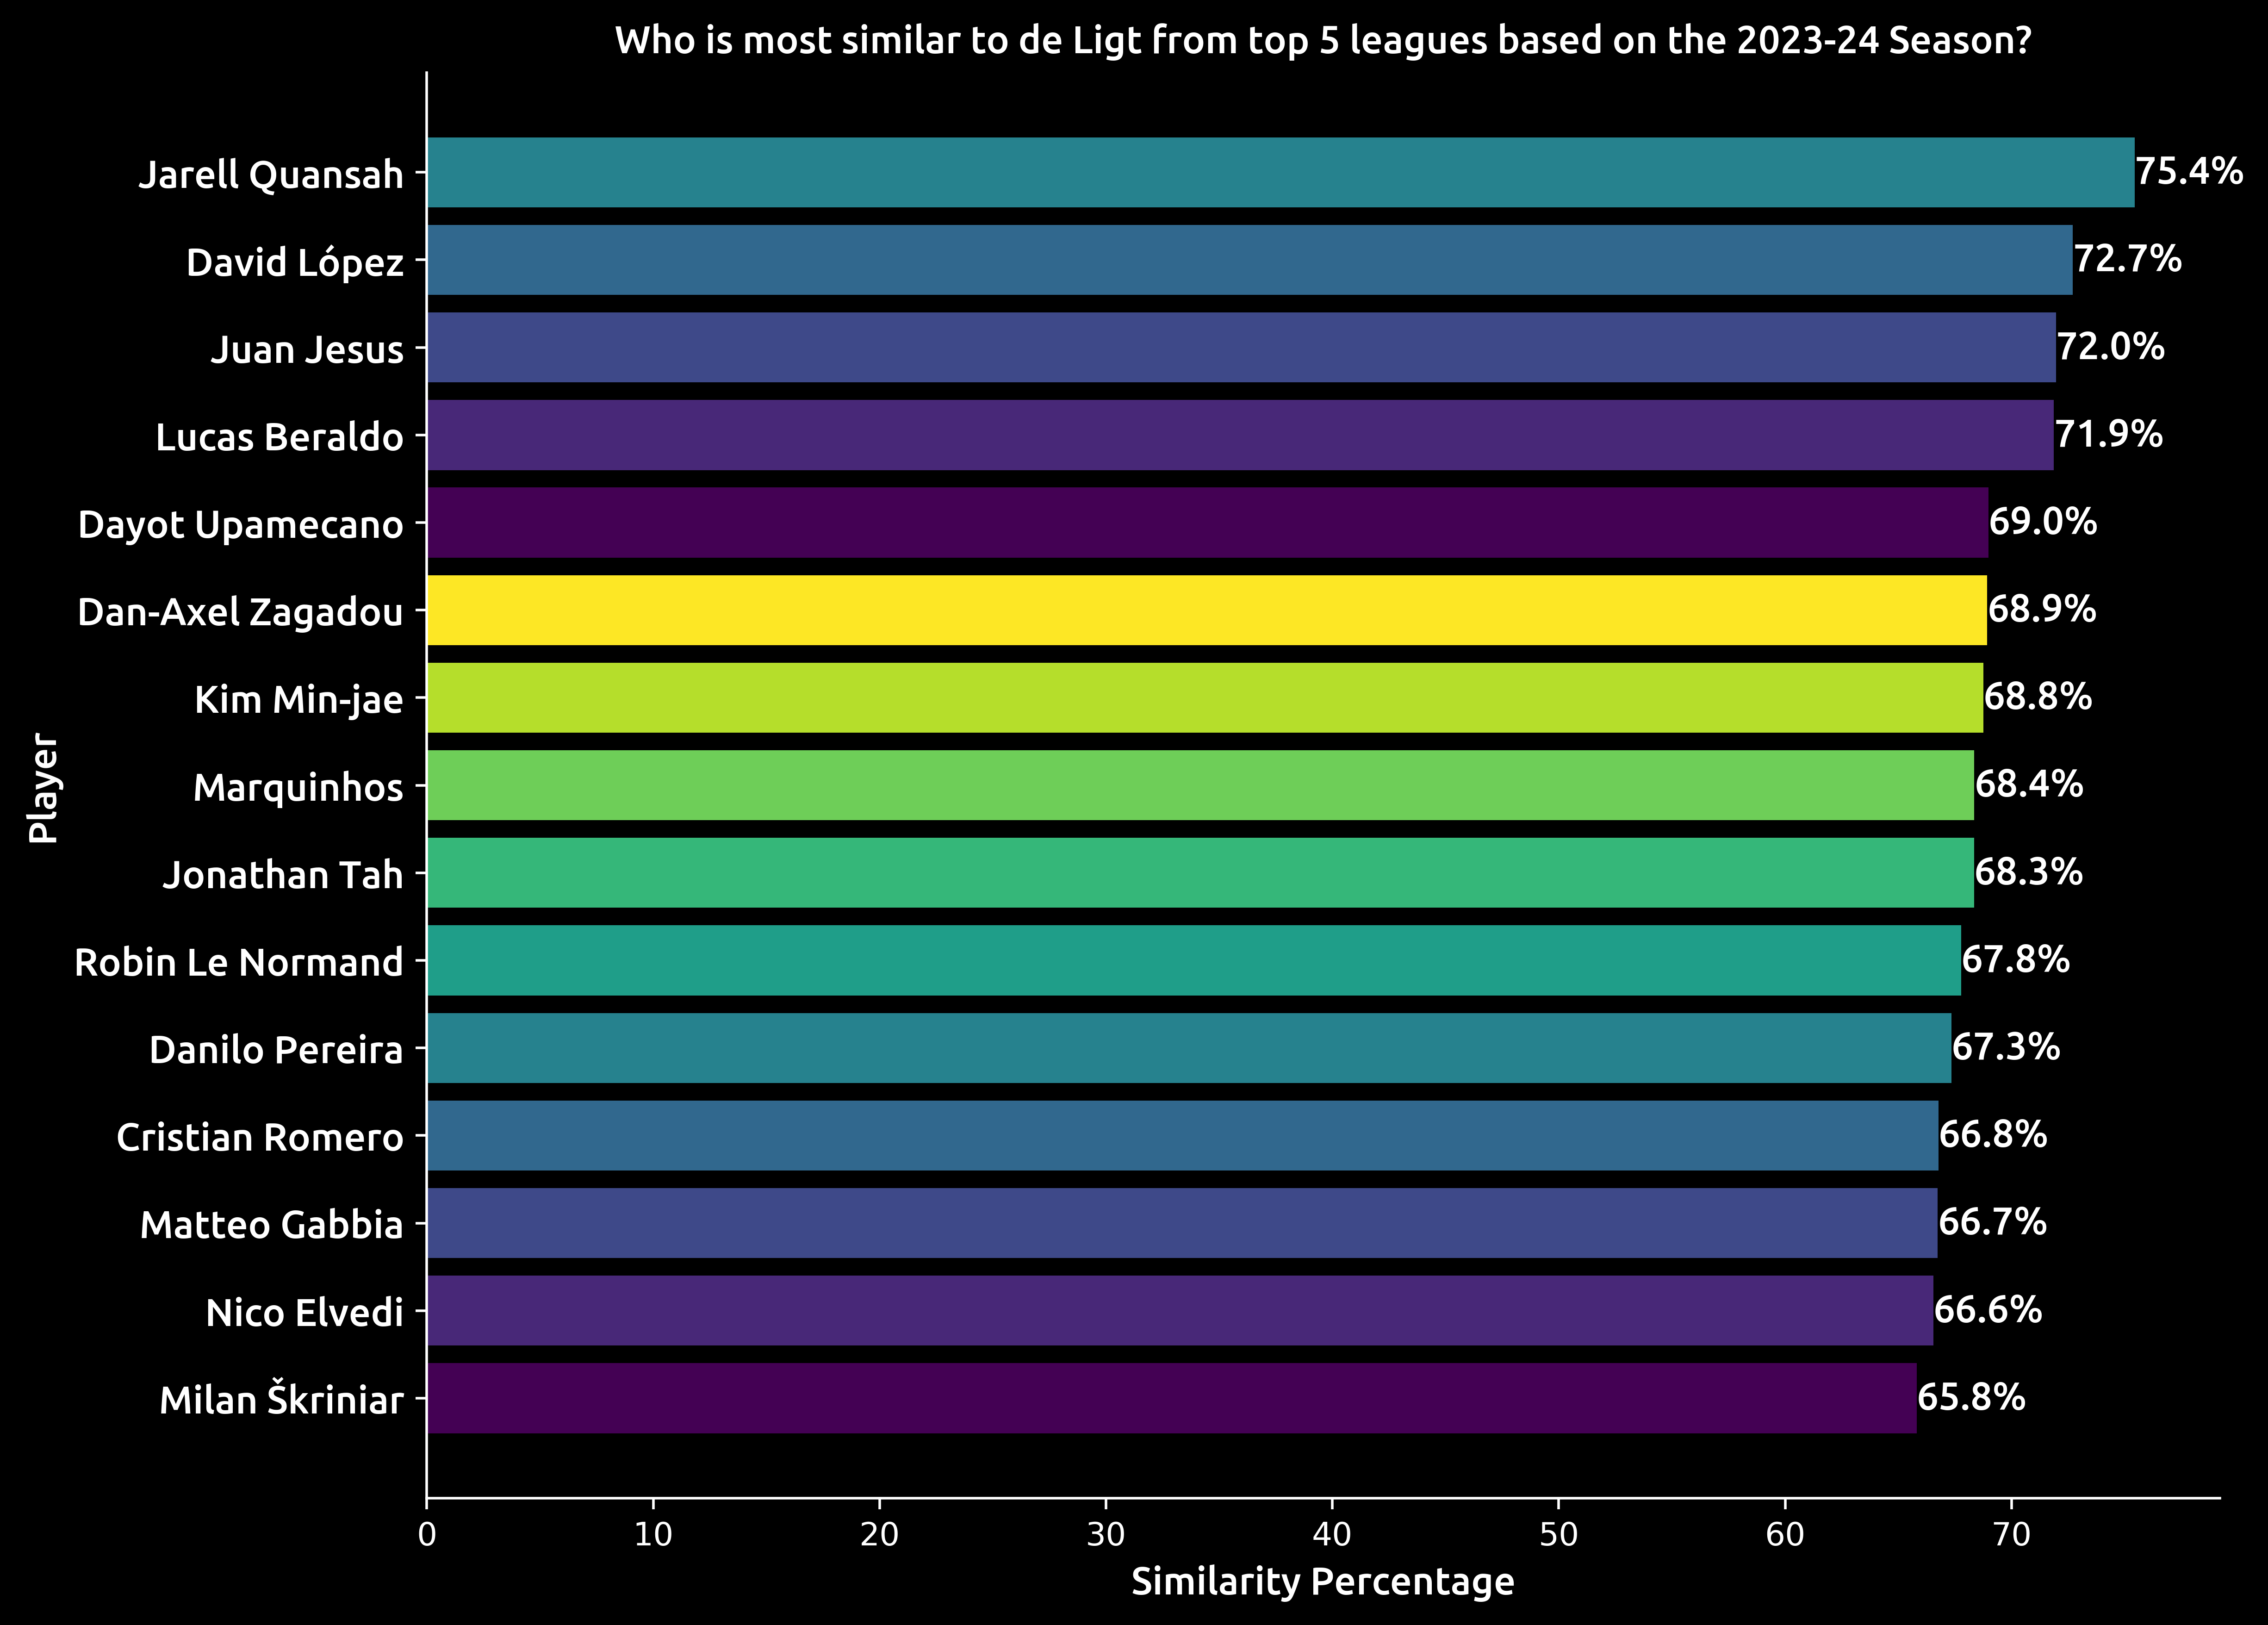 Who is most similar to de Ligt from top 5 leagues based on the 2023-24 Season?
Jarell Quansah 75.4%
David López 72.7%
Juan Jesus 72.0%
Lucas Beraldo 71.9%
Dayot Upamecano 69.0%
Dan-Axel Zagadou 68.9%
Kim Min-jae 68.8%
Marquinhos 68.4%
Jonathan Tah 68.3%
Robin Le Normand 67.8%
Danilo Pereira 67.3%
Cristian Romero 66.8%
Matteo Gabbia 66.7%
Nico Elvedi 66.6%
Milan Škriniar 65.8%
Player
0 10 20 30 40 50 60 70
Similarity Percentage